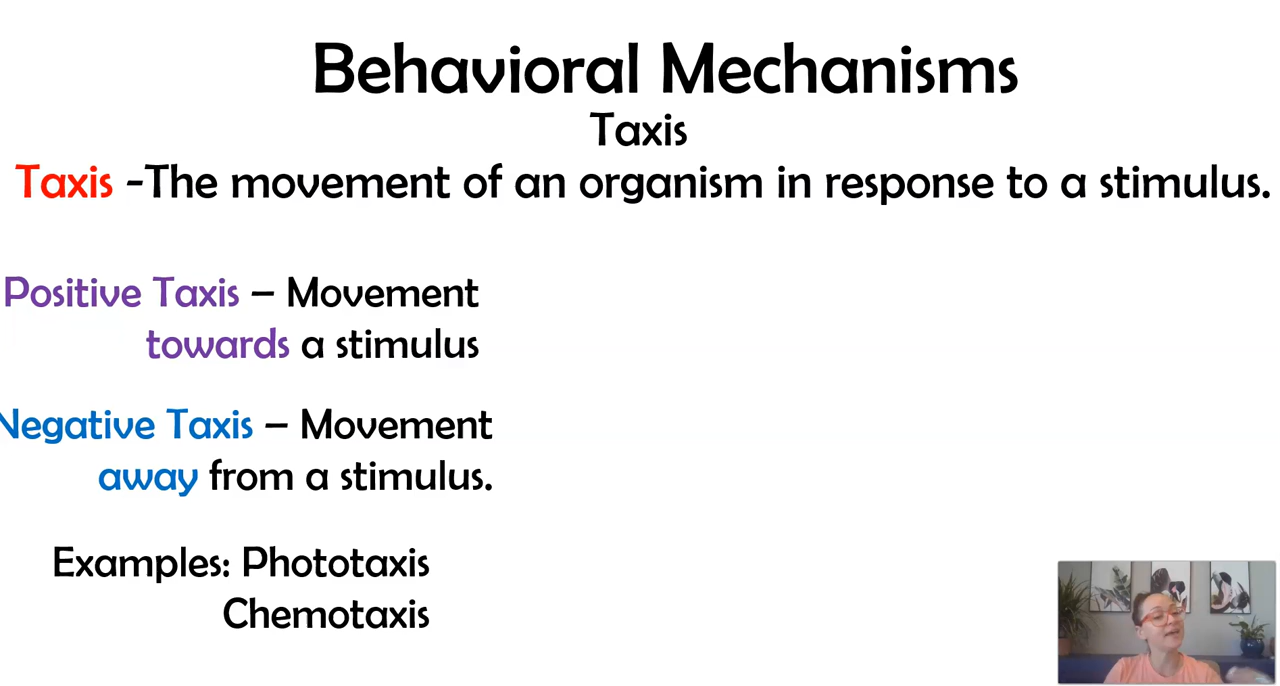 Behavioral Mechanisms
Taxis
Taxis -The movement of an organism in response to a stimulus.
Positive Taxis – Movement
towards a stimulus
Negative Taxis – Movement
away from a stimulus.
Examples: Phototaxis
Chemotaxis